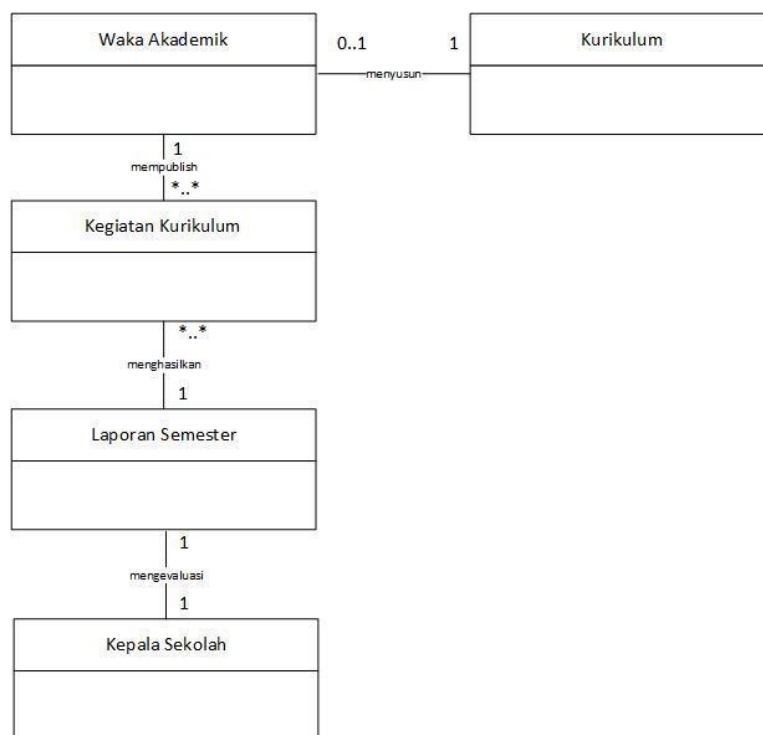 Waka Akademik
0..1
1
Kurikulum
menyusun
1
mempublish
*..*
Kegiatan Kurikulum
*..*
menghasilkan
1
Laporan Semester
1
mengevaluasi
1
Kepala Sekolah